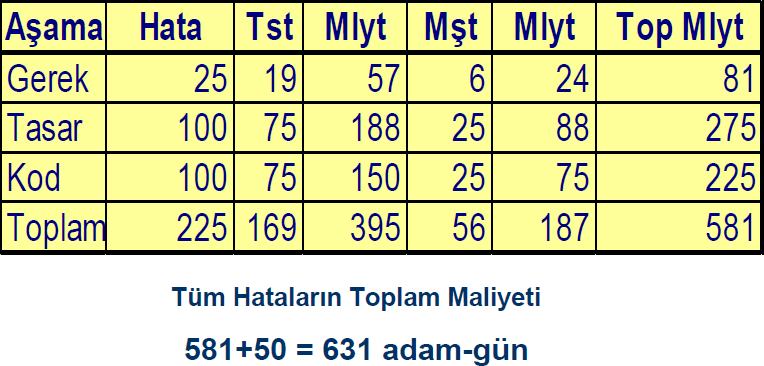 Aşama Hata Tst Mlyt Mşt Mlyt Top Mlyt
Gerek 25 19 57 6 24 81
Tasar 100 75 188 25 88 275
Kod 100 75 150 25 75 225
Toplam 225 169 395 56 187 581
Tüm Hataların Toplam Maliyeti
581+50 = 631 adam-gün